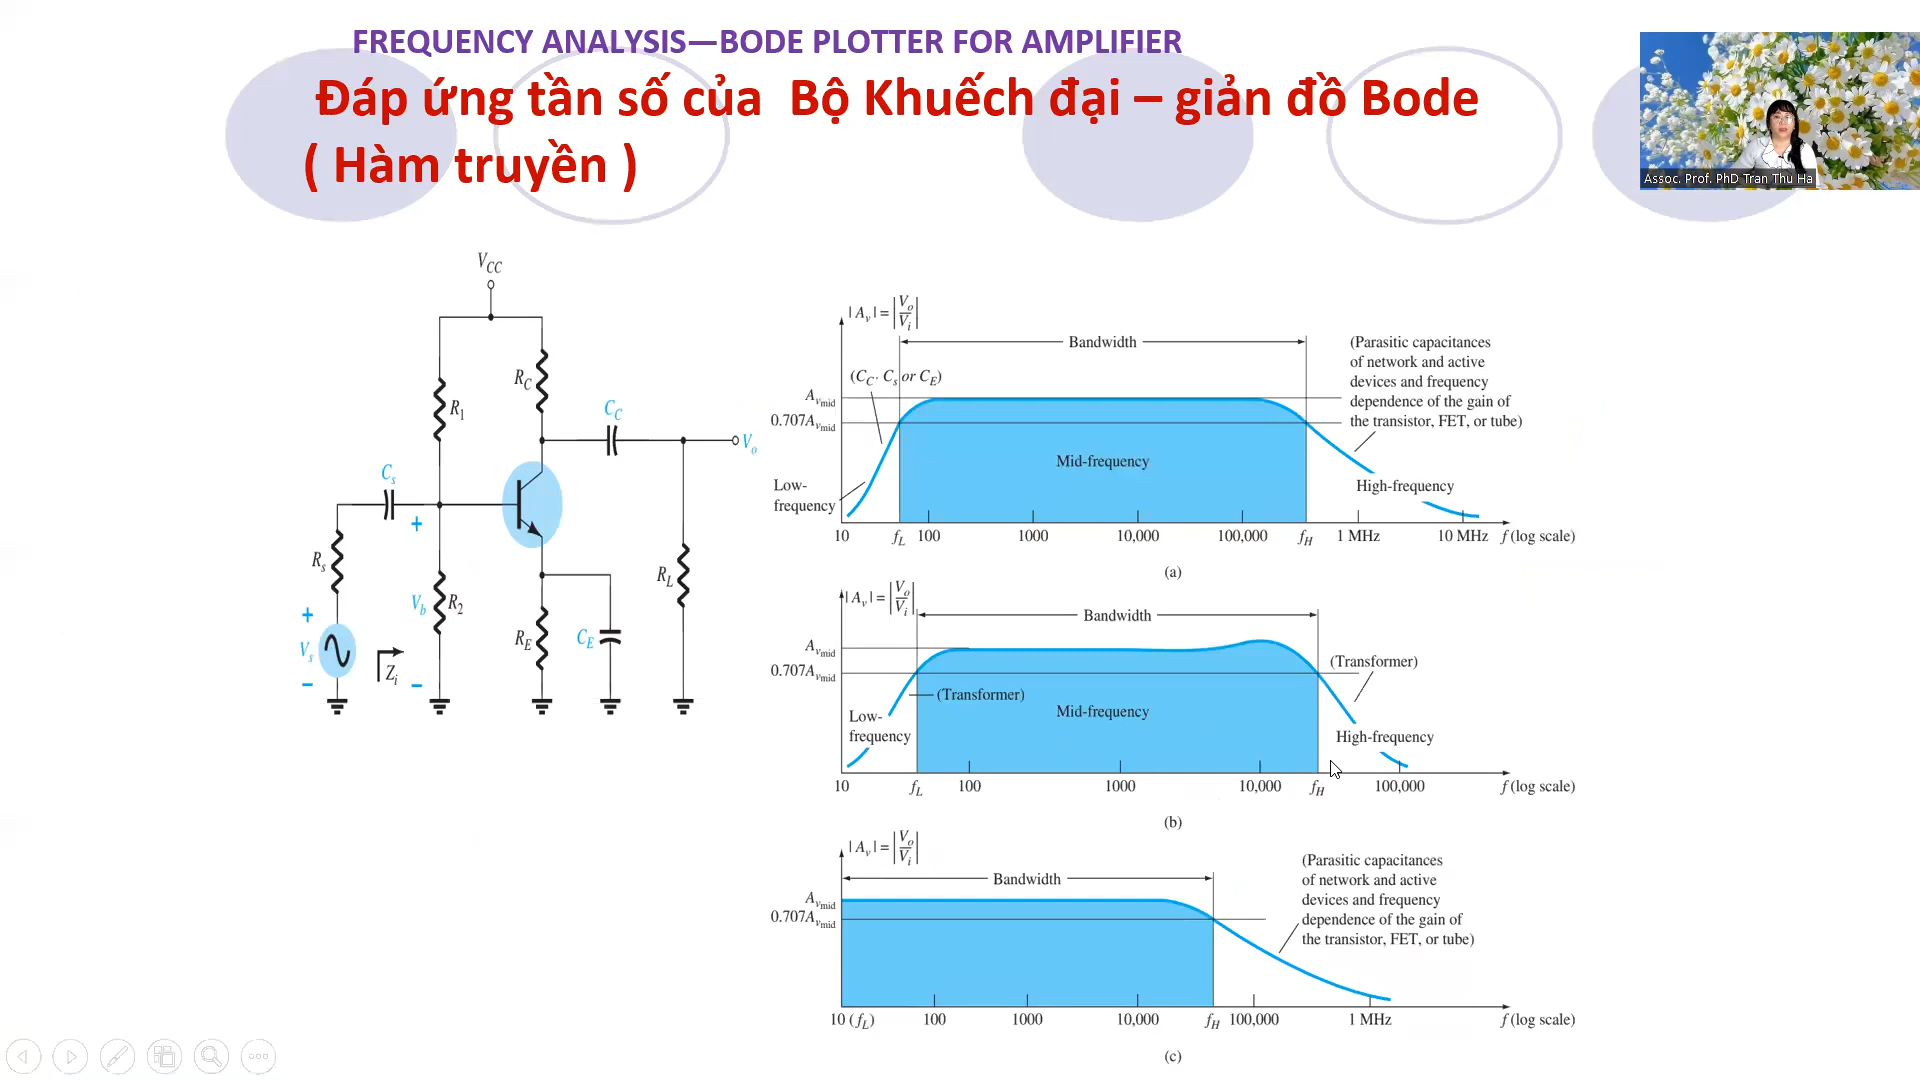 FREQUENCY ANALYSIS—BODE PLOTTER FOR AMPLIFIER
Đáp ứng tần số của Bộ Khuếch đại – giản đồ Bode
( Hàm truyền )
Assoc. Prof. PhD Tran Thu Ha
V_CC
R_C
R_1
C_C
V_o
C_s
+
R_s
R_L
V_b
R_2
+
R_E
C_E
V_s
Z_i
–
–
|A_v| = |V_o/V_i|
Bandwidth
(Parasitic capacitances
of network and active
devices and frequency
dependence of the gain of
the transistor, FET, or tube)
(C_C, C_s or C_E)
A_vmid
0.707A_vmid
Mid-frequency
Low-
frequency
High-frequency
10 f_L 100 1000 10,000 100,000 f_H 1 MHz 10 MHz f (log scale)
(a)
|A_v| = |V_o/V_i|
Bandwidth
A_vmid
0.707A_vmid
(Transformer)
(Transformer)
Mid-frequency
Low-
frequency
High-frequency
10 f_L 100 1000 10,000 f_H 100,000 f (log scale)
(b)
|A_v| = |V_o/V_i|
Bandwidth
(Parasitic capacitances
of network and active
devices and frequency
dependence of the gain of
the transistor, FET, or tube)
A_vmid
0.707A_vmid
10 (f_L) 100 1000 10,000 f_H 100,000 1 MHz f (log scale)
(c)